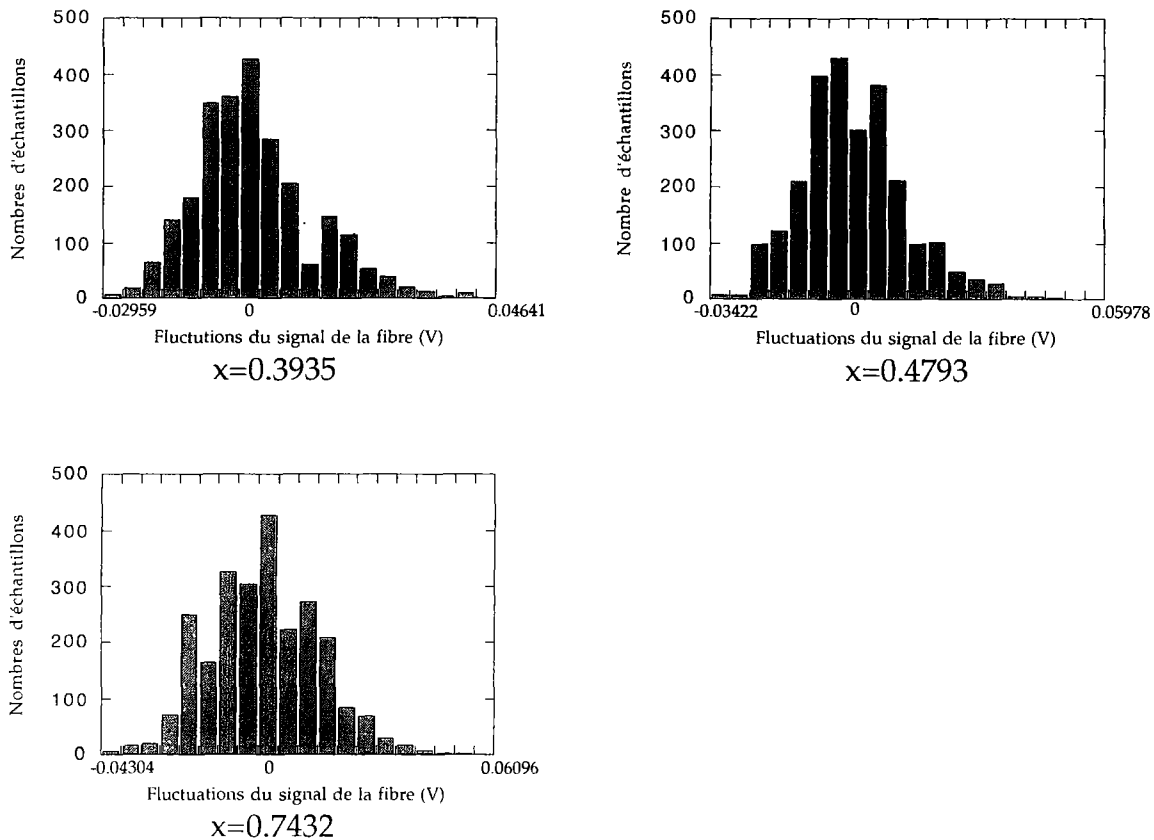 500
400
300
200
100
0
Nombres d'échantillons
-0.02959 0 0.04641
Fluctutions du signal de la fibre (V)
x=0.3935
500
400
300
200
100
0
Nombre d'échantillons
-0.03422 0 0.05978
Fluctuations du signal de la fibre (V)
x=0.4793
500
400
300
200
100
0
Nombres d'échantillons
-0.04304 0 0.06096
Fluctuations du signal de la fibre (V)
x=0.7432